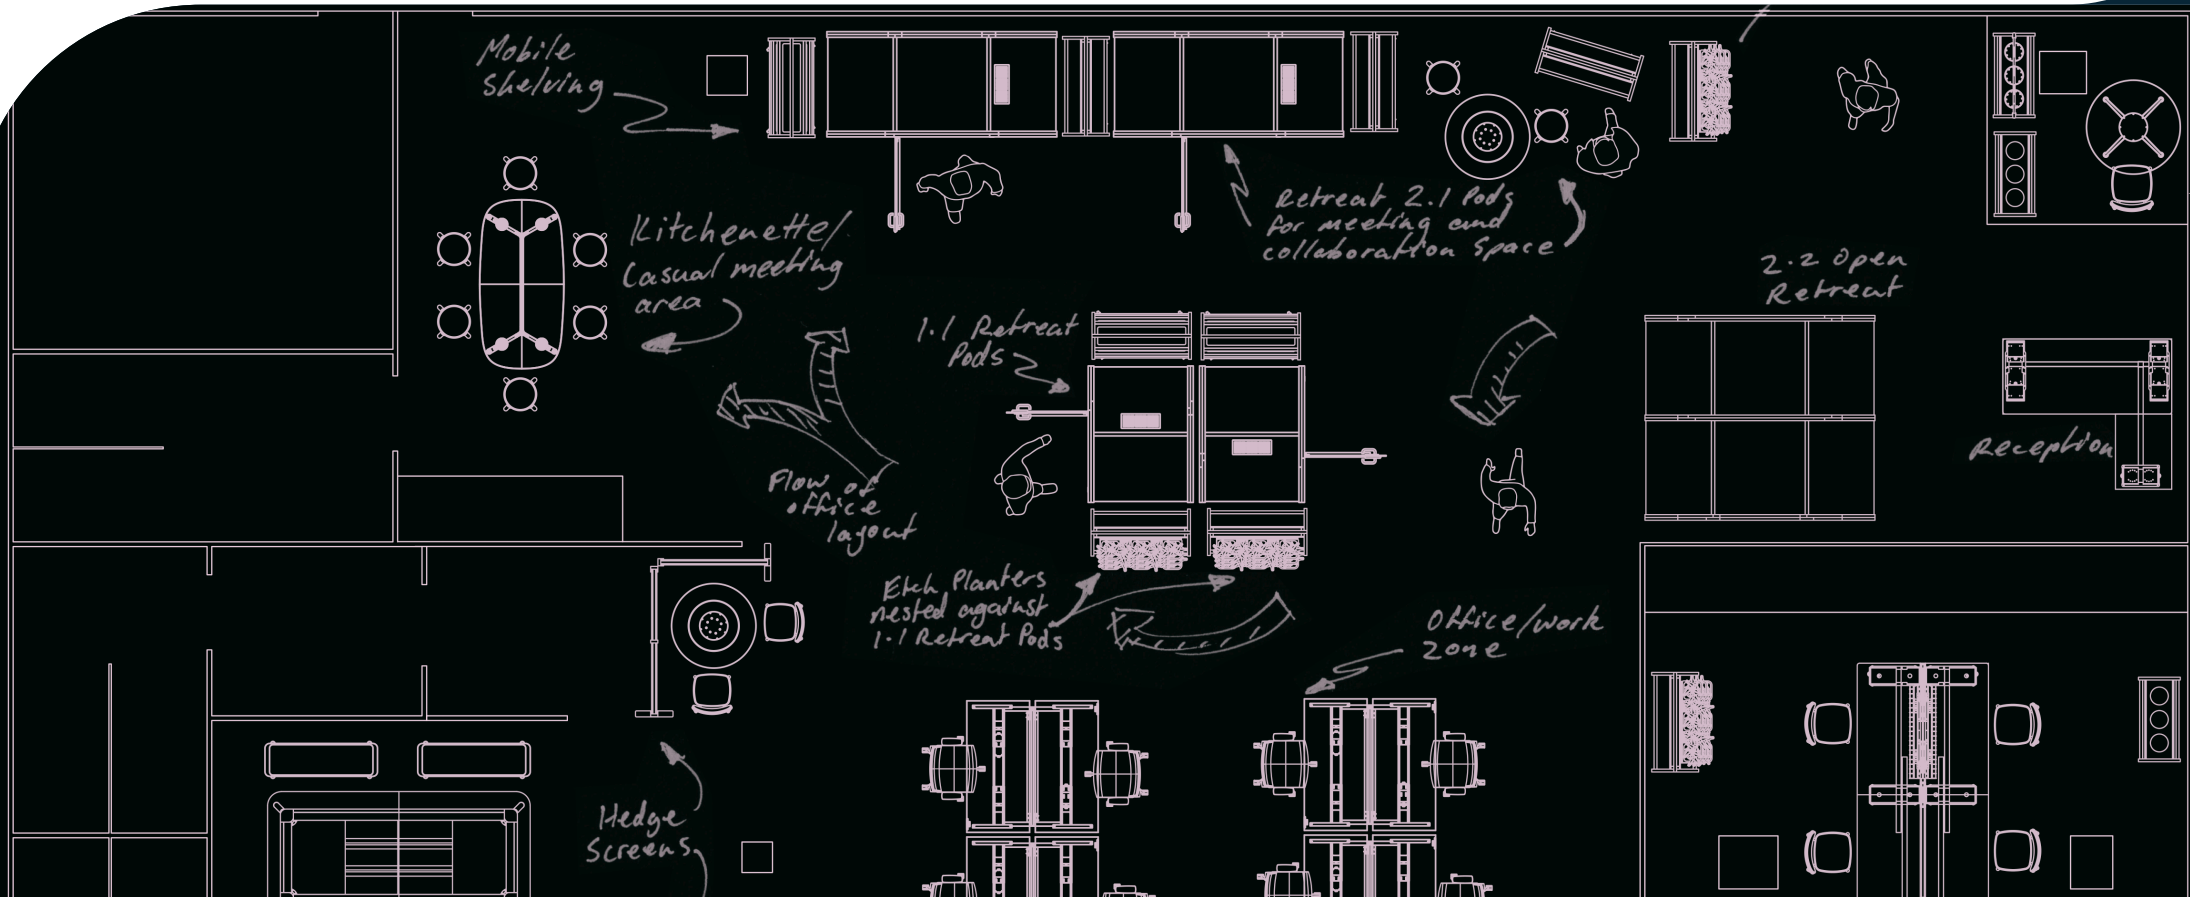 Mobile
Shelving
Kitchenette/
Casual meeting
area
Retreat 2.1 Pods
for meeting and
collaboration Space
2.2 Open
Retreat
1.1 Retreat
Pods
Reception
Flow of
office
layout
Etch Planters
nested against
1.1 Retreat Pods
Office/work
zone
Hedge
Screens